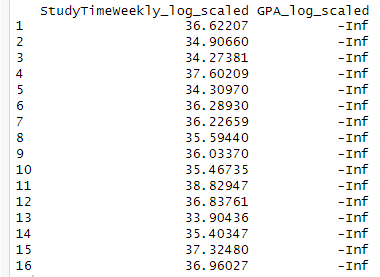 StudyTimeWeekly_log_scaled GPA_log_scaled
1 36.62207 -Inf
2 34.90660 -Inf
3 34.27381 -Inf
4 37.60209 -Inf
5 34.30970 -Inf
6 36.28930 -Inf
7 36.22659 -Inf
8 35.59440 -Inf
9 36.03370 -Inf
10 35.46735 -Inf
11 38.82947 -Inf
12 36.83761 -Inf
13 33.90436 -Inf
14 35.40347 -Inf
15 37.32480 -Inf
16 36.96027 -Inf